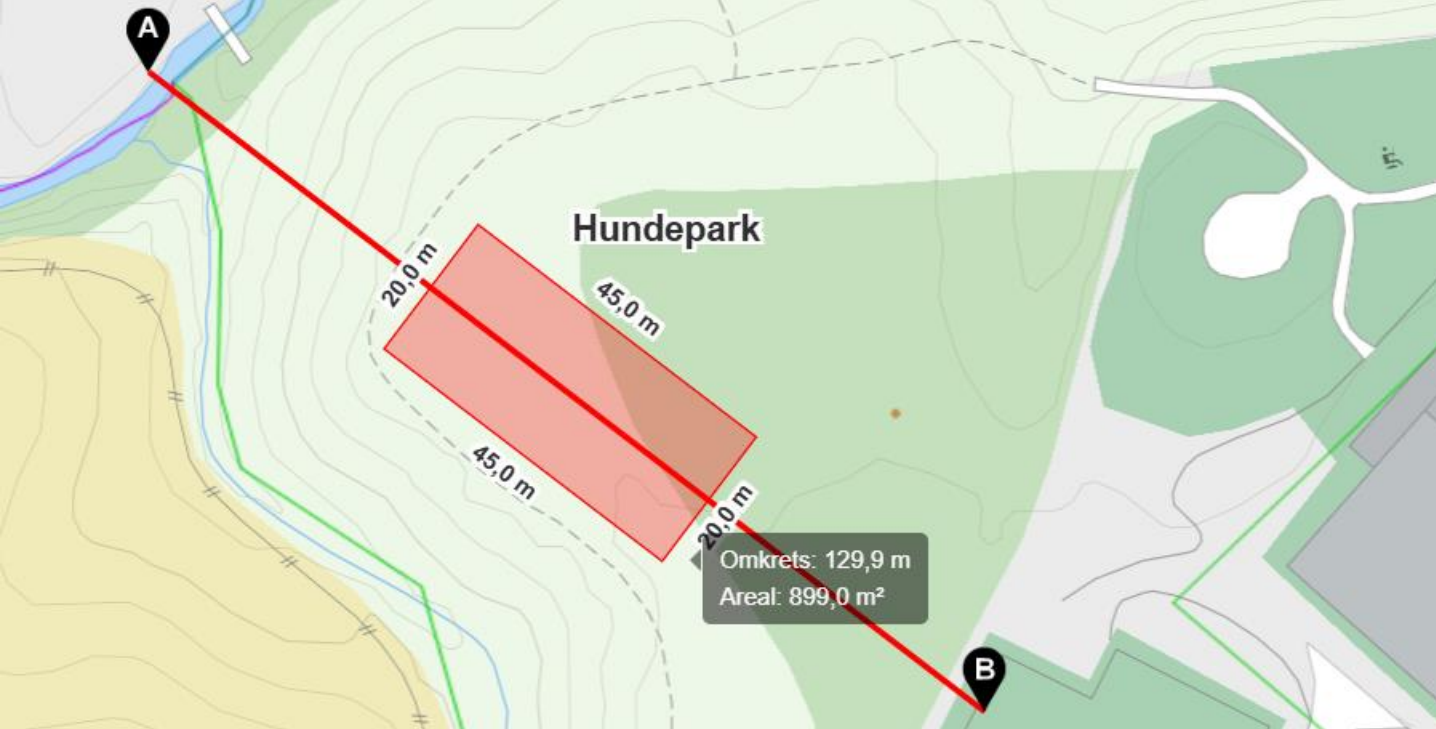 A
Hundepark
20,0 m
45,0 m
45,0 m
20,0 m
Omkrets: 129,9 m
Areal: 899,0 m²
B